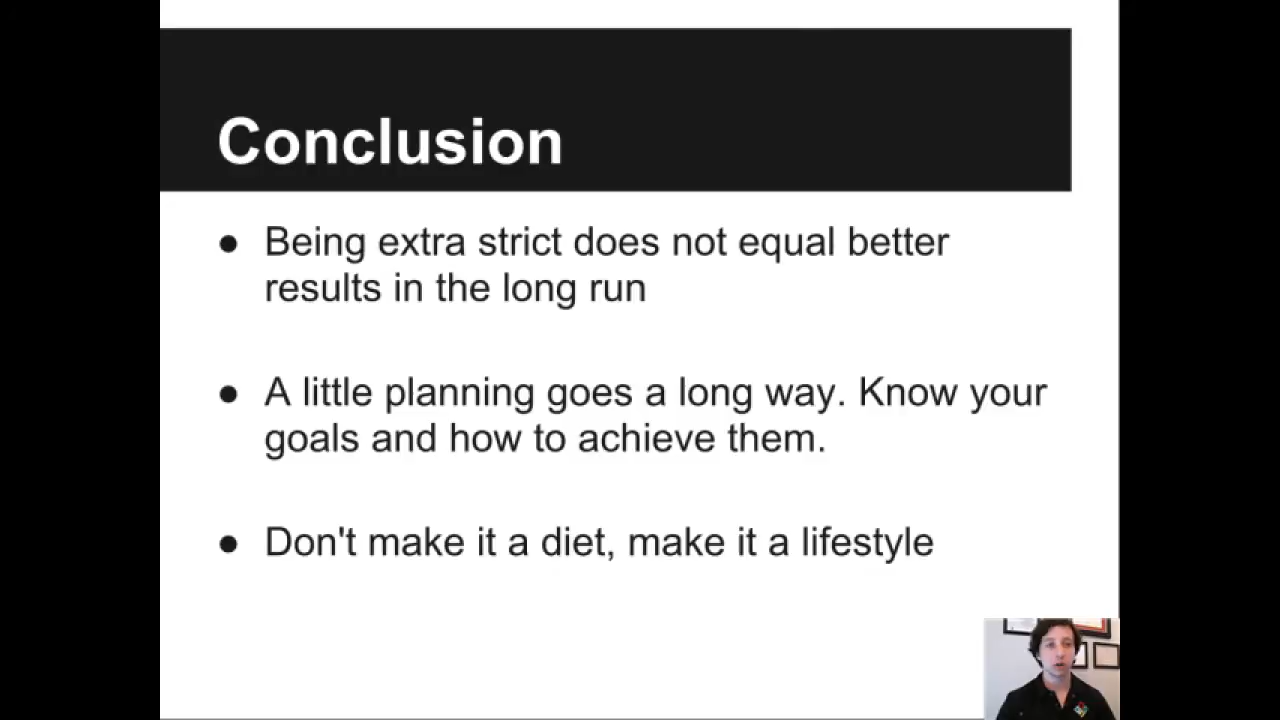 Conclusion
● Being extra strict does not equal better
results in the long run
● A little planning goes a long way. Know your
goals and how to achieve them.
● Don't make it a diet, make it a lifestyle